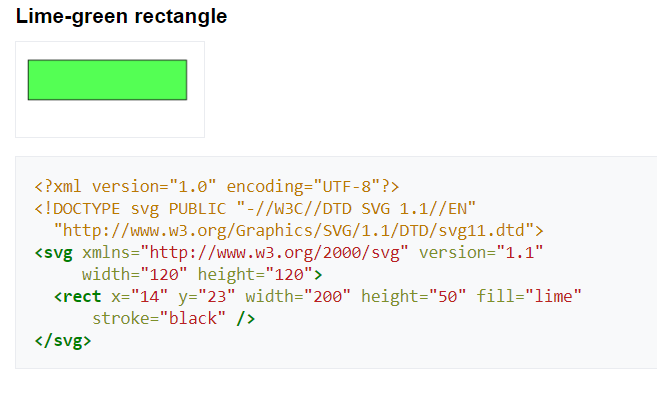 Lime-green rectangle
<?xml version="1.0" encoding="UTF-8"?>
<!DOCTYPE svg PUBLIC "-//W3C//DTD SVG 1.1//EN"
"http://www.w3.org/Graphics/SVG/1.1/DTD/svg11.dtd">
<svg xmlns="http://www.w3.org/2000/svg" version="1.1"
width="120" height="120">
<rect x="14" y="23" width="200" height="50" fill="lime"
stroke="black" />
</svg>